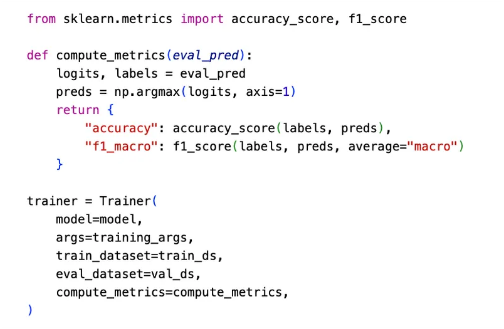 from sklearn.metrics import accuracy_score, f1_score
def compute_metrics(eval_pred):
    logits, labels = eval_pred
    preds = np.argmax(logits, axis=1)
    return {
        "accuracy": accuracy_score(labels, preds),
        "f1_macro": f1_score(labels, preds, average="macro")
    }
trainer = Trainer(
    model=model,
    args=training_args,
    train_dataset=train_ds,
    eval_dataset=val_ds,
    compute_metrics=compute_metrics,
)